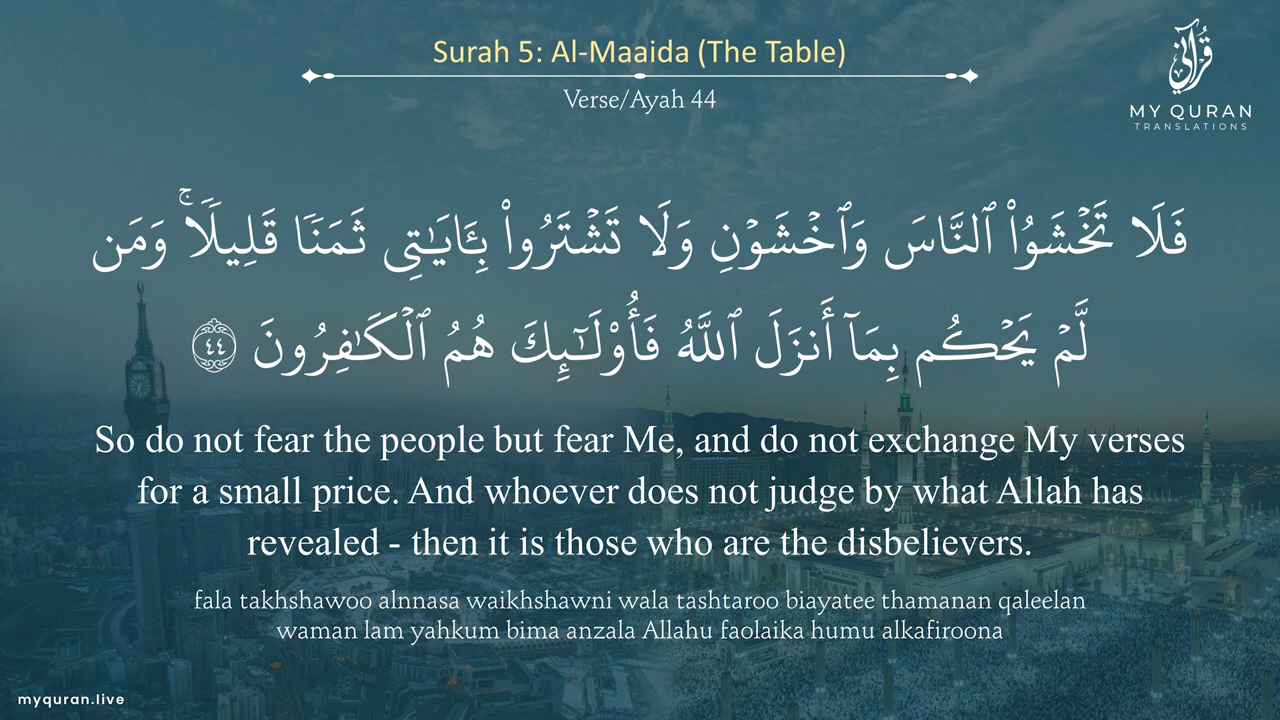 Surah 5: Al-Maaida (The Table)
Verse/Ayah 44
قرآني
MY QURAN
TRANSLATIONS
فَلَا تَخْشَوُا۟ ٱلنَّاسَ وَٱخْشَوْنِ وَلَا تَشْتَرُوا۟ بِـَٔايَـٰتِى ثَمَنًا قَلِيلًا ۚ وَمَن
لَّمْ يَحْكُم بِمَآ أَنزَلَ ٱللَّهُ فَأُو۟لَـٰٓئِكَ هُمُ ٱلْكَـٰفِرُونَ ٤٤
So do not fear the people but fear Me, and do not exchange My verses
for a small price. And whoever does not judge by what Allah has
revealed - then it is those who are the disbelievers.
fala takhshawoo alnnasa waikhshawni wala tashtaroo biayatee thamanan qaleelan
waman lam yahkum bima anzala Allahu faolaika humu alkafiroona
myquran.live